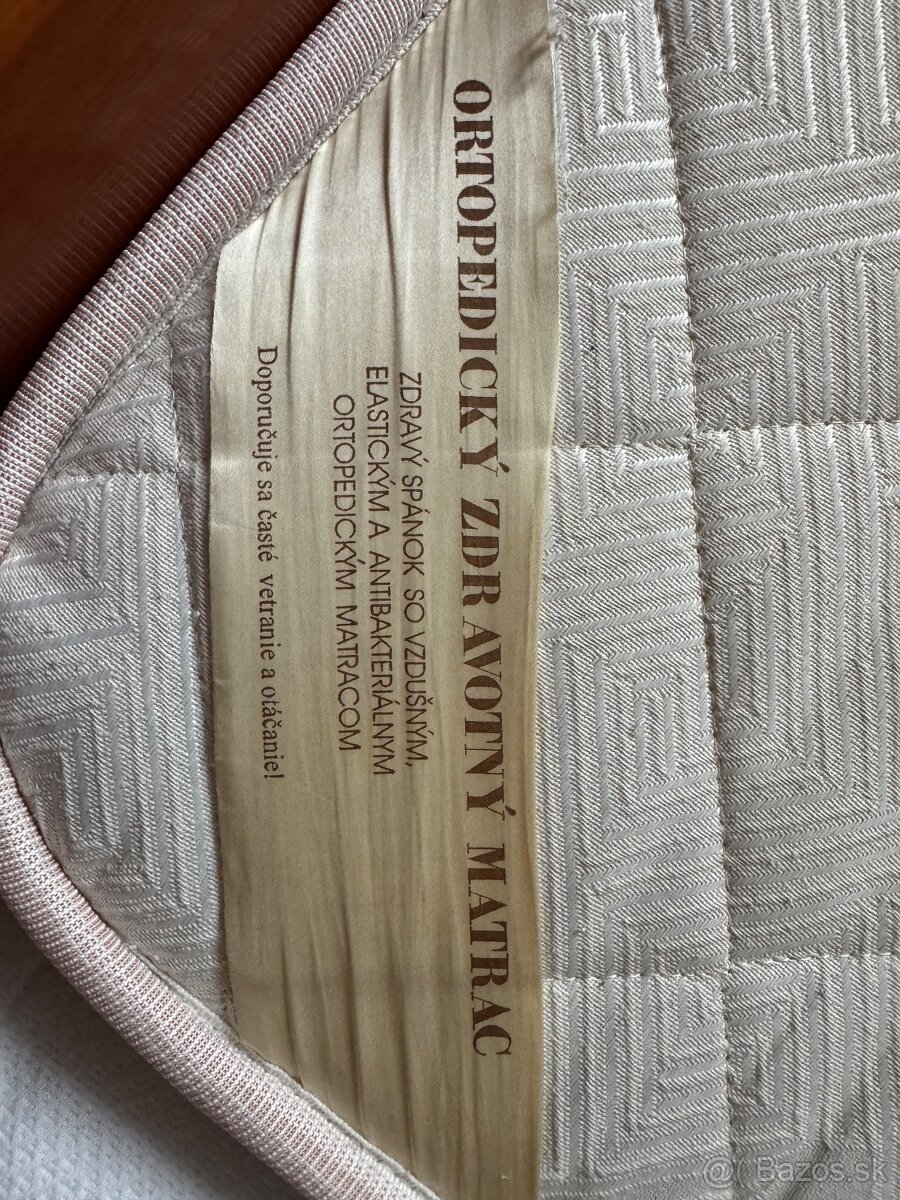 ORTOPEDICKÝ ZDRAVOTNÝ MATRAC
ZDRAVÝ SPÁNOK SO VZDUŠNÝM,
ELASTICKÝM A ANTIBAKTERIÁLNYM
ORTOPEDICKÝM MATRACOM
Doporučuje sa časté vetranie a otáčanie!
@( Bazos.sk